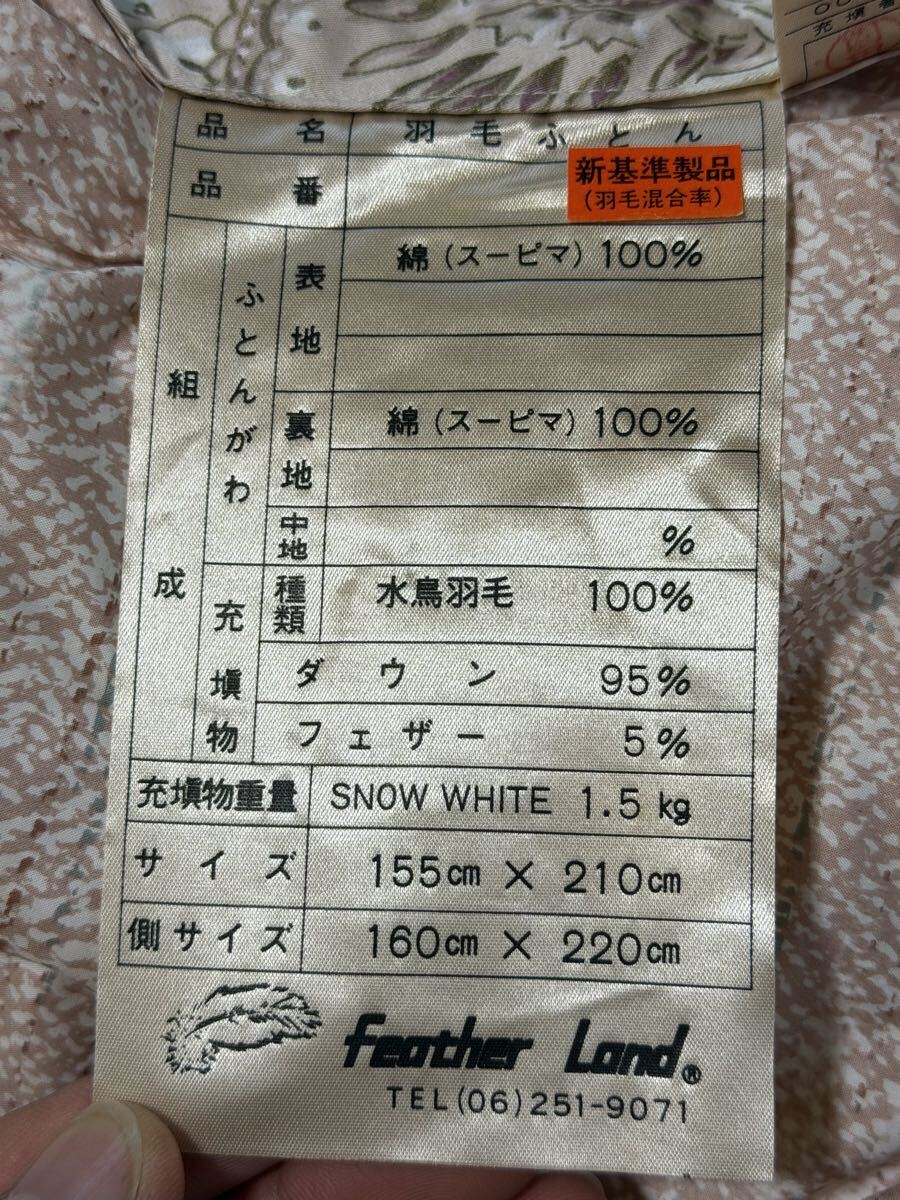 充填者
品名 羽毛ふとん
品番
新基準製品
(羽毛混合率)
組成
ふとんがわ
表地 綿(スーピマ)100%
裏地 綿(スーピマ)100%
中地 %
充塡物
種類 水鳥羽毛 100%
ダウン 95%
フェザー 5%
充塡物重量 SNOW WHITE 1.5 kg
サイズ 155cm × 210cm
側サイズ 160cm × 220cm
Feather Land®
TEL(06)251-9071